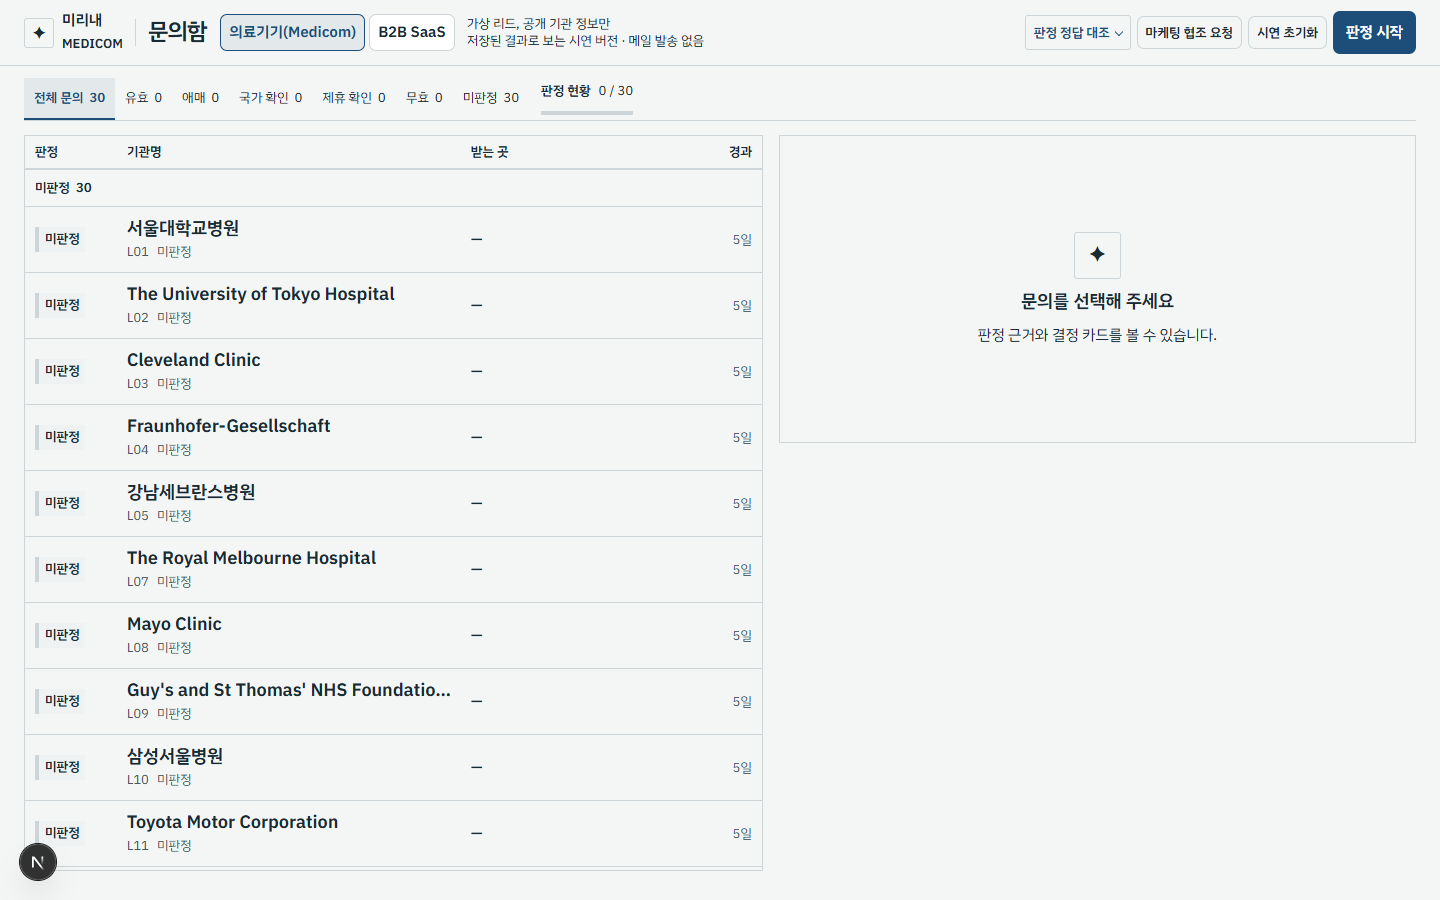 미리내
MEDICOM
문의함
의료기기(Medicom)
B2B SaaS
가상 리드, 공개 기관 정보만
저장된 결과로 보는 시연 버전 · 메일 발송 없음
판정 정답 대조
마케팅 협조 요청
시연 초기화
판정 시작
전체 문의 30
유효 0
애매 0
국가 확인 0
제휴 확인 0
무효 0
미판정 30
판정 현황 0 / 30
판정 기관명 받는 곳 경과
미판정 30
미판정 서울대학교병원 — 5일
L01 미판정
미판정 The University of Tokyo Hospital — 5일
L02 미판정
미판정 Cleveland Clinic — 5일
L03 미판정
미판정 Fraunhofer-Gesellschaft — 5일
L04 미판정
미판정 강남세브란스병원 — 5일
L05 미판정
미판정 The Royal Melbourne Hospital — 5일
L07 미판정
미판정 Mayo Clinic — 5일
L08 미판정
미판정 Guy's and St Thomas' NHS Foundatio... — 5일
L09 미판정
미판정 삼성서울병원 — 5일
L10 미판정
미판정 Toyota Motor Corporation — 5일
L11 미판정
N
문의를 선택해 주세요
판정 근거와 결정 카드를 볼 수 있습니다.